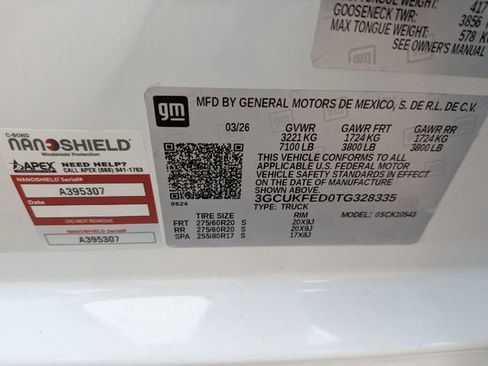 TONGUE WEIGHT: 417
GOOSENECK TWR: 3856
MAX TONGUE WEIGHT: 578 K
SEE OWNER'S MANUAL
C-BOND
NANOSHIELD
Windshield Protection
APEX
NEED HELP?
CALL APEX (888) 941-1783
NANOSHIELD Serial#
A395307
Date:
DO NOT REMOVE
NANOSHIELD Serial#
A395307
gm
MFD BY GENERAL MOTORS DE MEXICO, S. DE R.L. DE C.V.
03/26 GVWR GAWR FRT GAWR RR
3221 KG 1724 KG 1724 KG
7100 LB 3800 LB 3800 LB
THIS VEHICLE CONFORMS TO ALL
APPLICABLE U.S. FEDERAL MOTOR
VEHICLE SAFETY STANDARDS IN EFFECT
ON THE DATE OF MANUFACTURE SHOWN
ABOVE.
3GCUKFED0TG328335
TYPE: TRUCK MODEL: 05CK10543
8624
TIRE SIZE RIM
FRT 275/60R20 S 20X9J
RR 275/60R20 S 20X9J
SPA 255/80R17 S 17X8J